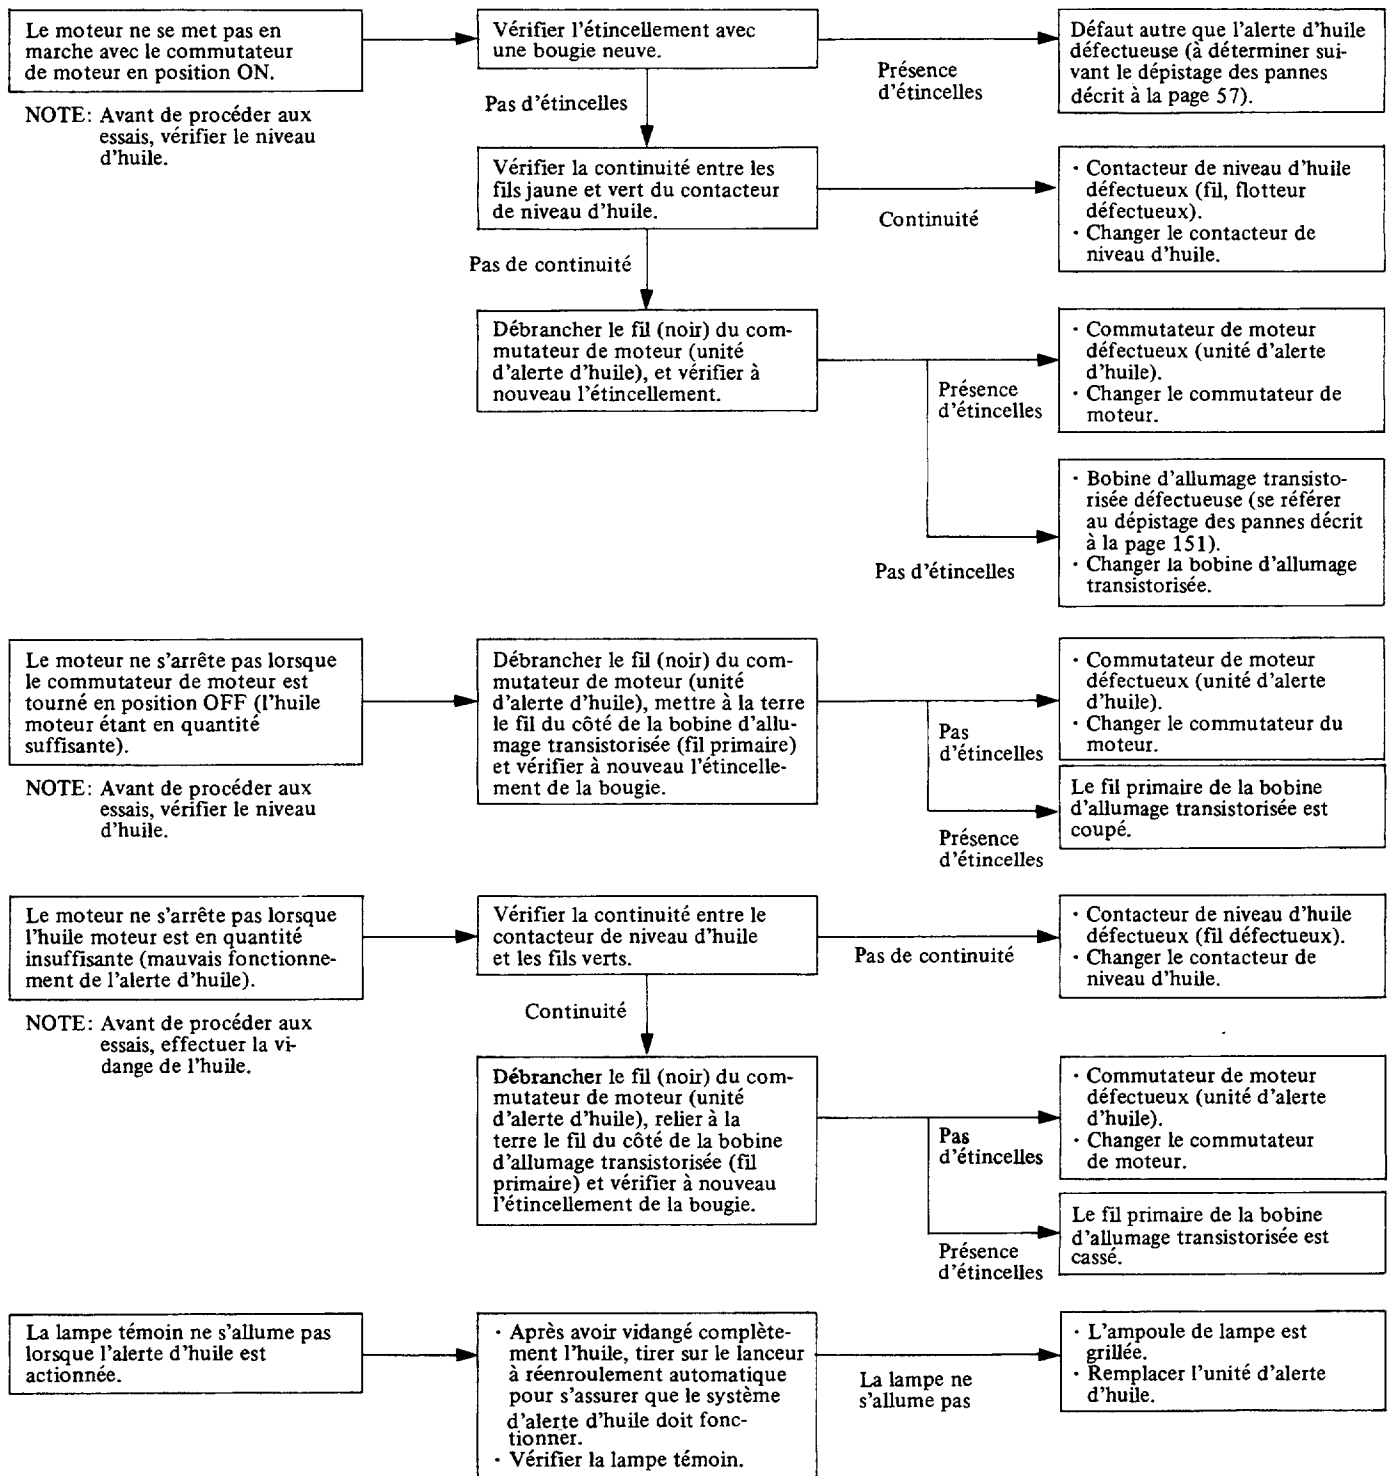 Le moteur ne se met pas en
marche avec le commutateur
de moteur en position ON.
NOTE: Avant de procéder aux
essais, vérifier le niveau
d'huile.
Vérifier l'étincellement avec
une bougie neuve.
Présence
d'étincelles
Défaut autre que l'alerte d'huile
défectueuse (à déterminer sui-
vant le dépistage des pannes
décrit à la page 57).
Pas d'étincelles
Vérifier la continuité entre les
fils jaune et vert du contacteur
de niveau d'huile.
Continuité
· Contacteur de niveau d'huile
défectueux (fil, flotteur
défectueux).
· Changer le contacteur de
niveau d'huile.
Pas de continuité
Débrancher le fil (noir) du com-
mutateur de moteur (unité
d'alerte d'huile), et vérifier à
nouveau l'étincellement.
Présence
d'étincelles
· Commutateur de moteur
défectueux (unité d'alerte
d'huile).
· Changer le commutateur de
moteur.
Pas d'étincelles
· Bobine d'allumage transisto-
risée défectueuse (se référer
au dépistage des pannes décrit
à la page 151).
· Changer la bobine d'allumage
transistorisée.
Le moteur ne s'arrête pas lorsque
le commutateur de moteur est
tourné en position OFF (l'huile
moteur étant en quantité
suffisante).
NOTE: Avant de procéder aux
essais, vérifier le niveau
d'huile.
Débrancher le fil (noir) du com-
mutateur de moteur (unité
d'alerte d'huile), mettre à la terre
le fil du côté de la bobine d'allu-
mage transistorisée (fil primaire)
et vérifier à nouveau l'étincelle-
ment de la bougie.
Pas
d'étincelles
· Commutateur de moteur
défectueux (unité d'alerte
d'huile).
· Changer le commutateur du
moteur.
Présence
d'étincelles
Le fil primaire de la bobine
d'allumage transistorisée est
coupé.
Le moteur ne s'arrête pas lorsque
l'huile moteur est en quantité
insuffisante (mauvais fonctionne-
ment de l'alerte d'huile).
NOTE: Avant de procéder aux
essais, effectuer la vi-
dange de l'huile.
Vérifier la continuité entre le
contacteur de niveau d'huile
et les fils verts.
Pas de continuité
· Contacteur de niveau d'huile
défectueux (fil défectueux).
· Changer le contacteur de
niveau d'huile.
Continuité
Débrancher le fil (noir) du com-
mutateur de moteur (unité
d'alerte d'huile), relier à la
terre le fil du côté de la bobine
d'allumage transistorisée (fil
primaire) et vérifier à nouveau
l'étincellement de la bougie.
Pas
d'étincelles
· Commutateur de moteur
défectueux (unité d'alerte
d'huile).
· Changer le commutateur
de moteur.
Présence
d'étincelles
Le fil primaire de la bobine
d'allumage transistorisée est
cassé.
La lampe témoin ne s'allume pas
lorsque l'alerte d'huile est
actionnée.
· Après avoir vidangé complète-
ment l'huile, tirer sur le lanceur
à réenroulement automatique
pour s'assurer que le système
d'alerte d'huile doit fonc-
tionner.
· Vérifier la lampe témoin.
La lampe ne
s'allume pas
· L'ampoule de lampe est
grillée.
· Remplacer l'unité d'alerte
d'huile.